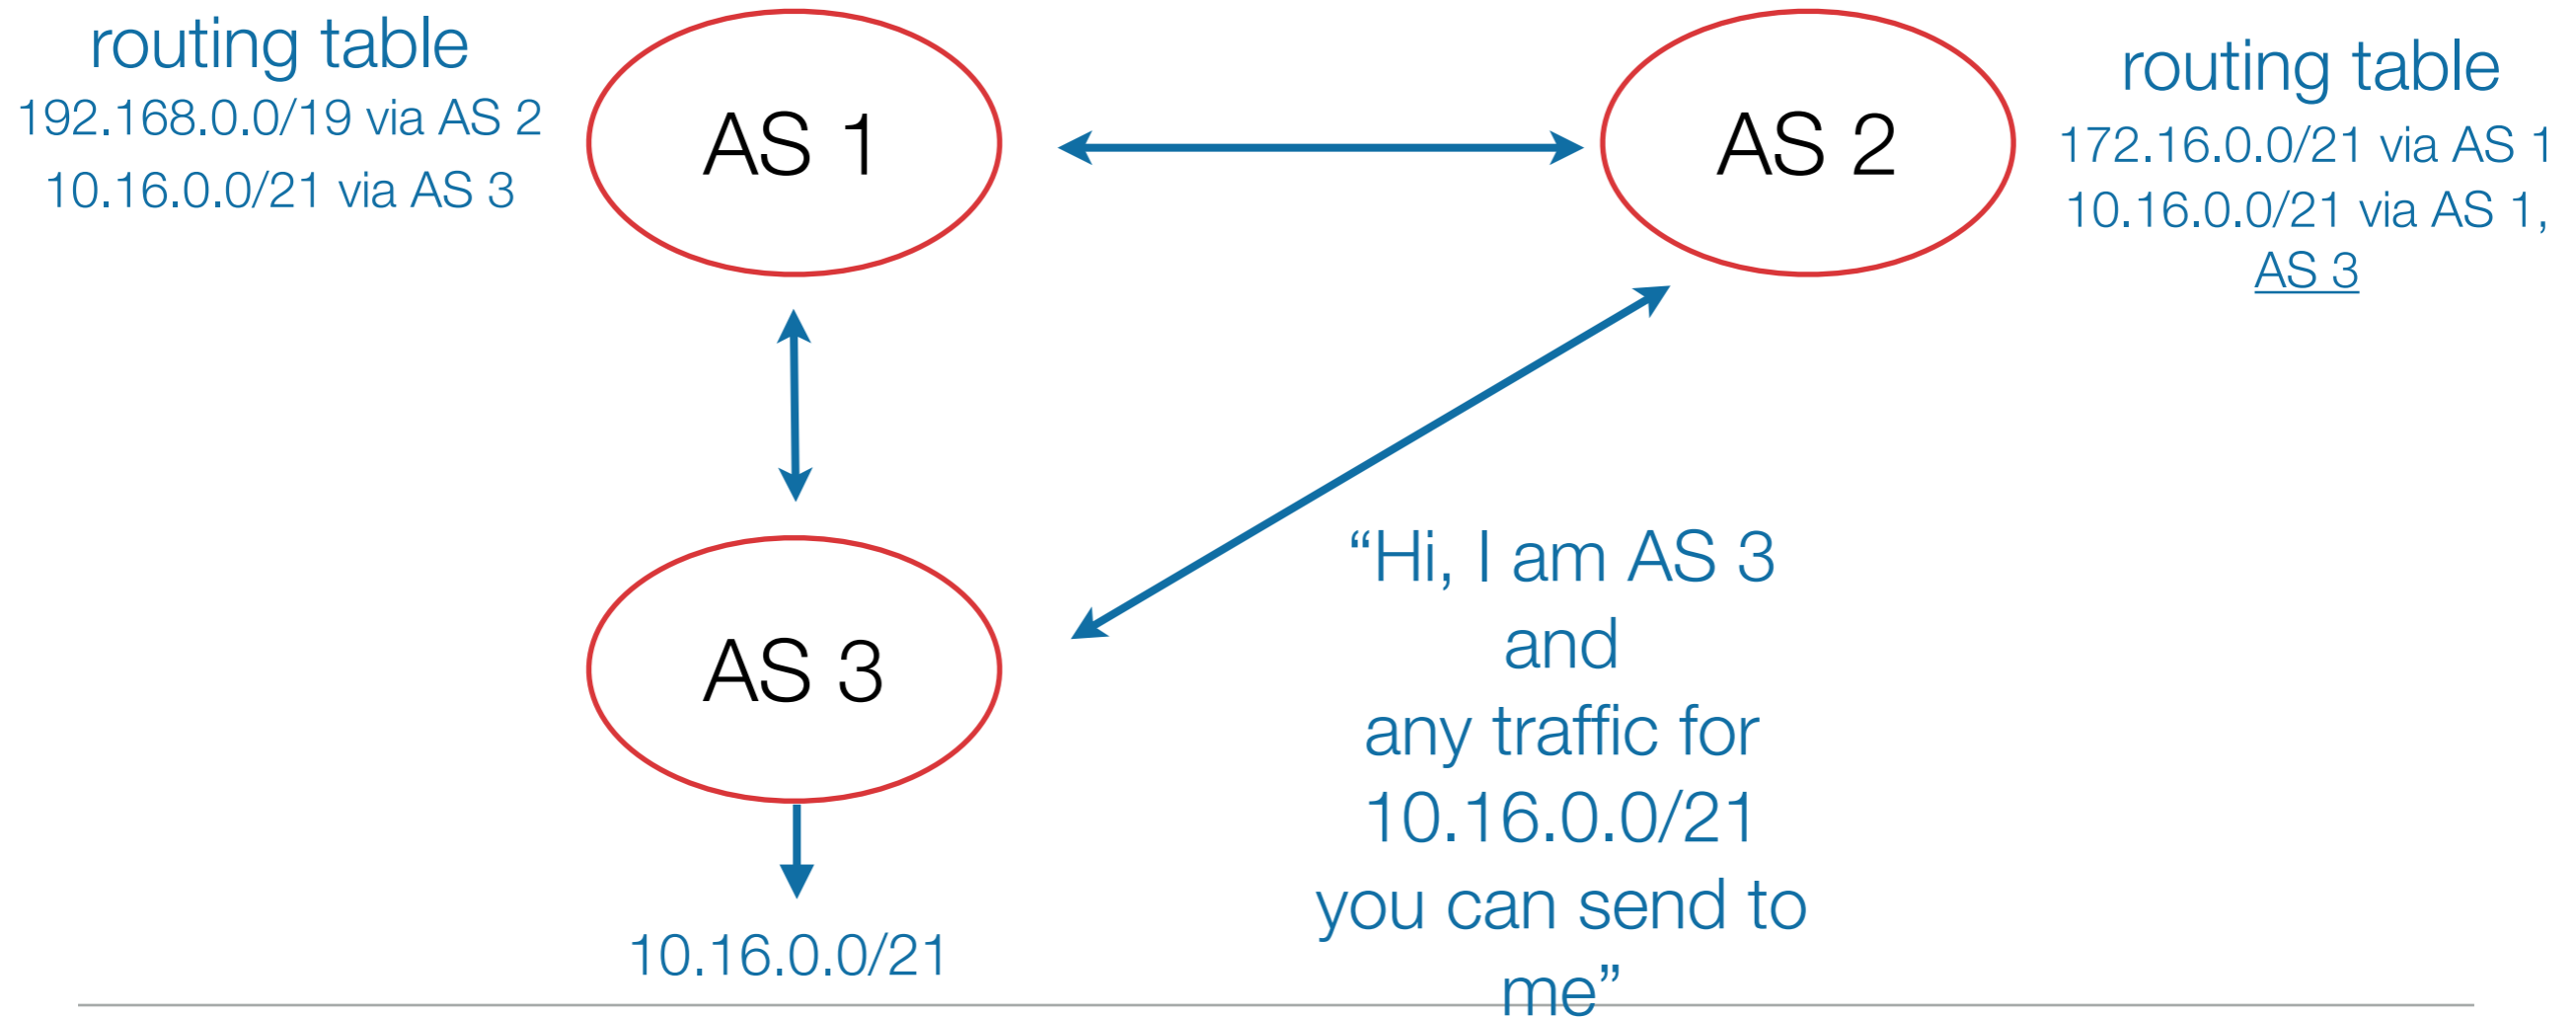 routing table
192.168.0.0/19 via AS 2
10.16.0.0/21 via AS 3
AS 1
AS 2
routing table
172.16.0.0/21 via AS 1
10.16.0.0/21 via AS 1,
AS 3
AS 3
10.16.0.0/21
“Hi, I am AS 3
and
any traffic for
10.16.0.0/21
you can send to
me”